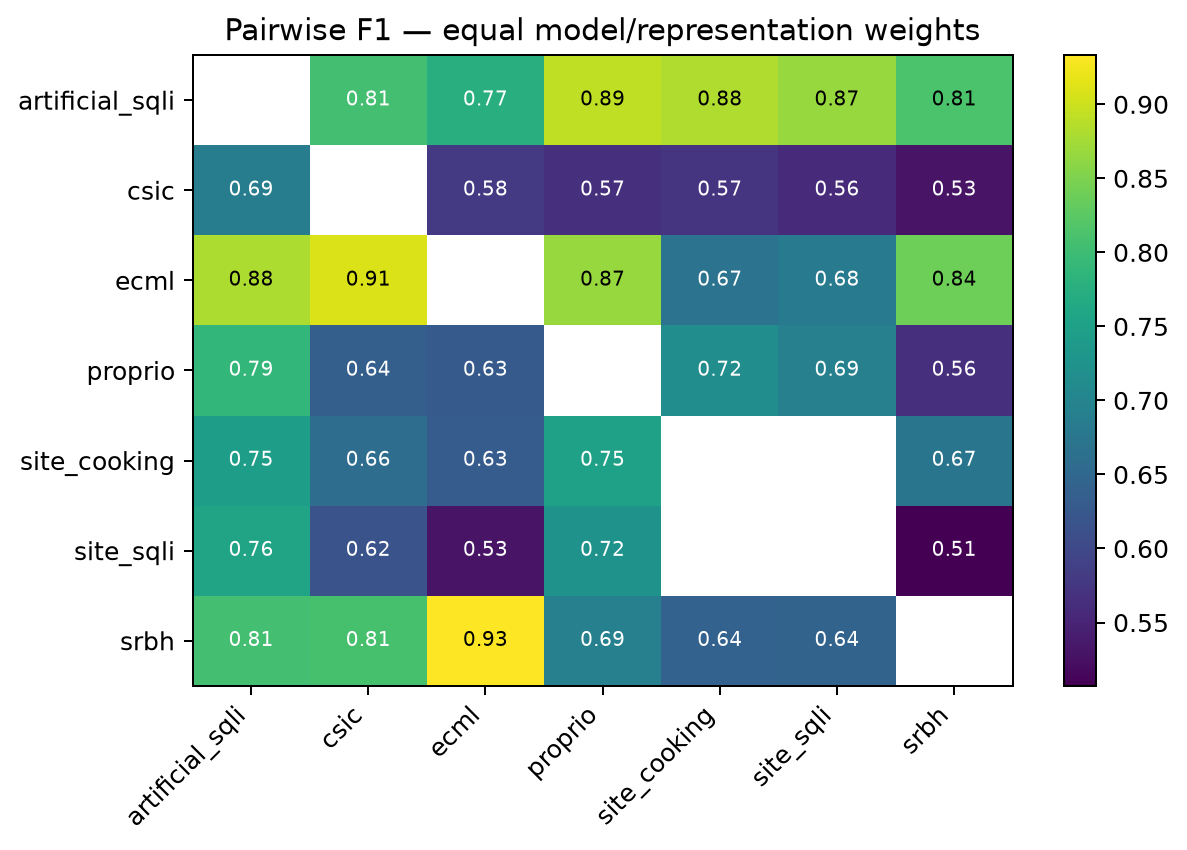 Pairwise F1 — equal model/representation weights
artificial_sqli 0.81 0.77 0.89 0.88 0.87 0.81
csic 0.69 0.58 0.57 0.57 0.56 0.53
ecml 0.88 0.91 0.87 0.67 0.68 0.84
proprio 0.79 0.64 0.63 0.72 0.69 0.56
site_cooking 0.75 0.66 0.63 0.75 0.67
site_sqli 0.76 0.62 0.53 0.72 0.51
srbh 0.81 0.81 0.93 0.69 0.64 0.64
artificial_sqli csic ecml proprio site_cooking site_sqli srbh
0.90
0.85
0.80
0.75
0.70
0.65
0.60
0.55